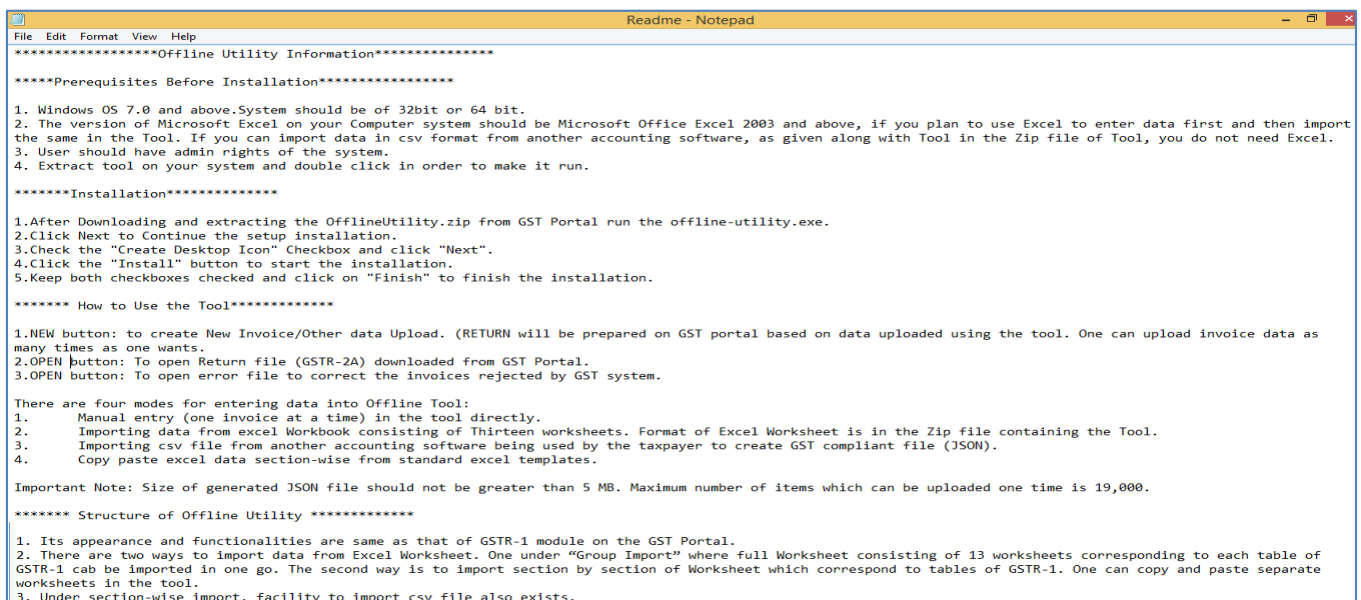 Readme - Notepad
File Edit Format View Help
******************Offline Utility Information***************
*****Prerequisites Before Installation*****************
1. Windows OS 7.0 and above.System should be of 32bit or 64 bit.
2. The version of Microsoft Excel on your Computer system should be Microsoft Office Excel 2003 and above, if you plan to use Excel to enter data first and then import
the same in the Tool. If you can import data in csv format from another accounting software, as given along with Tool in the Zip file of Tool, you do not need Excel.
3. User should have admin rights of the system.
4. Extract tool on your system and double click in order to make it run.
*******Installation**************
1.After Downloading and extracting the OfflineUtility.zip from GST Portal run the offline-utility.exe.
2.Click Next to Continue the setup installation.
3.Check the "Create Desktop Icon" Checkbox and click "Next".
4.Click the "Install" button to start the installation.
5.Keep both checkboxes checked and click on "Finish" to finish the installation.
******* How to Use the Tool*************
1.NEW button: to create New Invoice/Other data Upload. (RETURN will be prepared on GST portal based on data uploaded using the tool. One can upload invoice data as
many times as one wants.
2.OPEN button: To open Return file (GSTR-2A) downloaded from GST Portal.
3.OPEN button: To open error file to correct the invoices rejected by GST system.
There are four modes for entering data into Offline Tool:
1. Manual entry (one invoice at a time) in the tool directly.
2. Importing data from excel Workbook consisting of Thirteen worksheets. Format of Excel Worksheet is in the Zip file containing the Tool.
3. Importing csv file from another accounting software being used by the taxpayer to create GST compliant file (JSON).
4. Copy paste excel data section-wise from standard excel templates.
Important Note: Size of generated JSON file should not be greater than 5 MB. Maximum number of items which can be uploaded one time is 19,000.
******* Structure of Offline Utility *************
1. Its appearance and functionalities are same as that of GSTR-1 module on the GST Portal.
2. There are two ways to import data from Excel Worksheet. One under “Group Import” where full Worksheet consisting of 13 worksheets corresponding to each table of
GSTR-1 cab be imported in one go. The second way is to import section by section of Worksheet which correspond to tables of GSTR-1. One can copy and paste separate
worksheets in the tool.
3. Under section-wise import, facility to import csv file also exists.